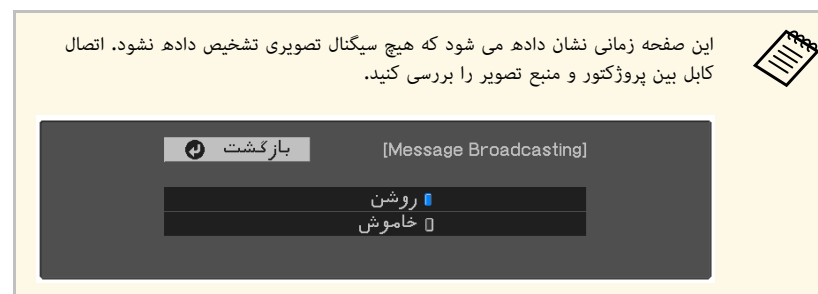 این صفحه زمانی نشان داده می شود که هیچ سیگنال تصویری تشخیص داده نشود. اتصال
کابل بین پروژکتور و منبع تصویر را بررسی کنید.
[Message Broadcasting] بازگشت
روشن
خاموش